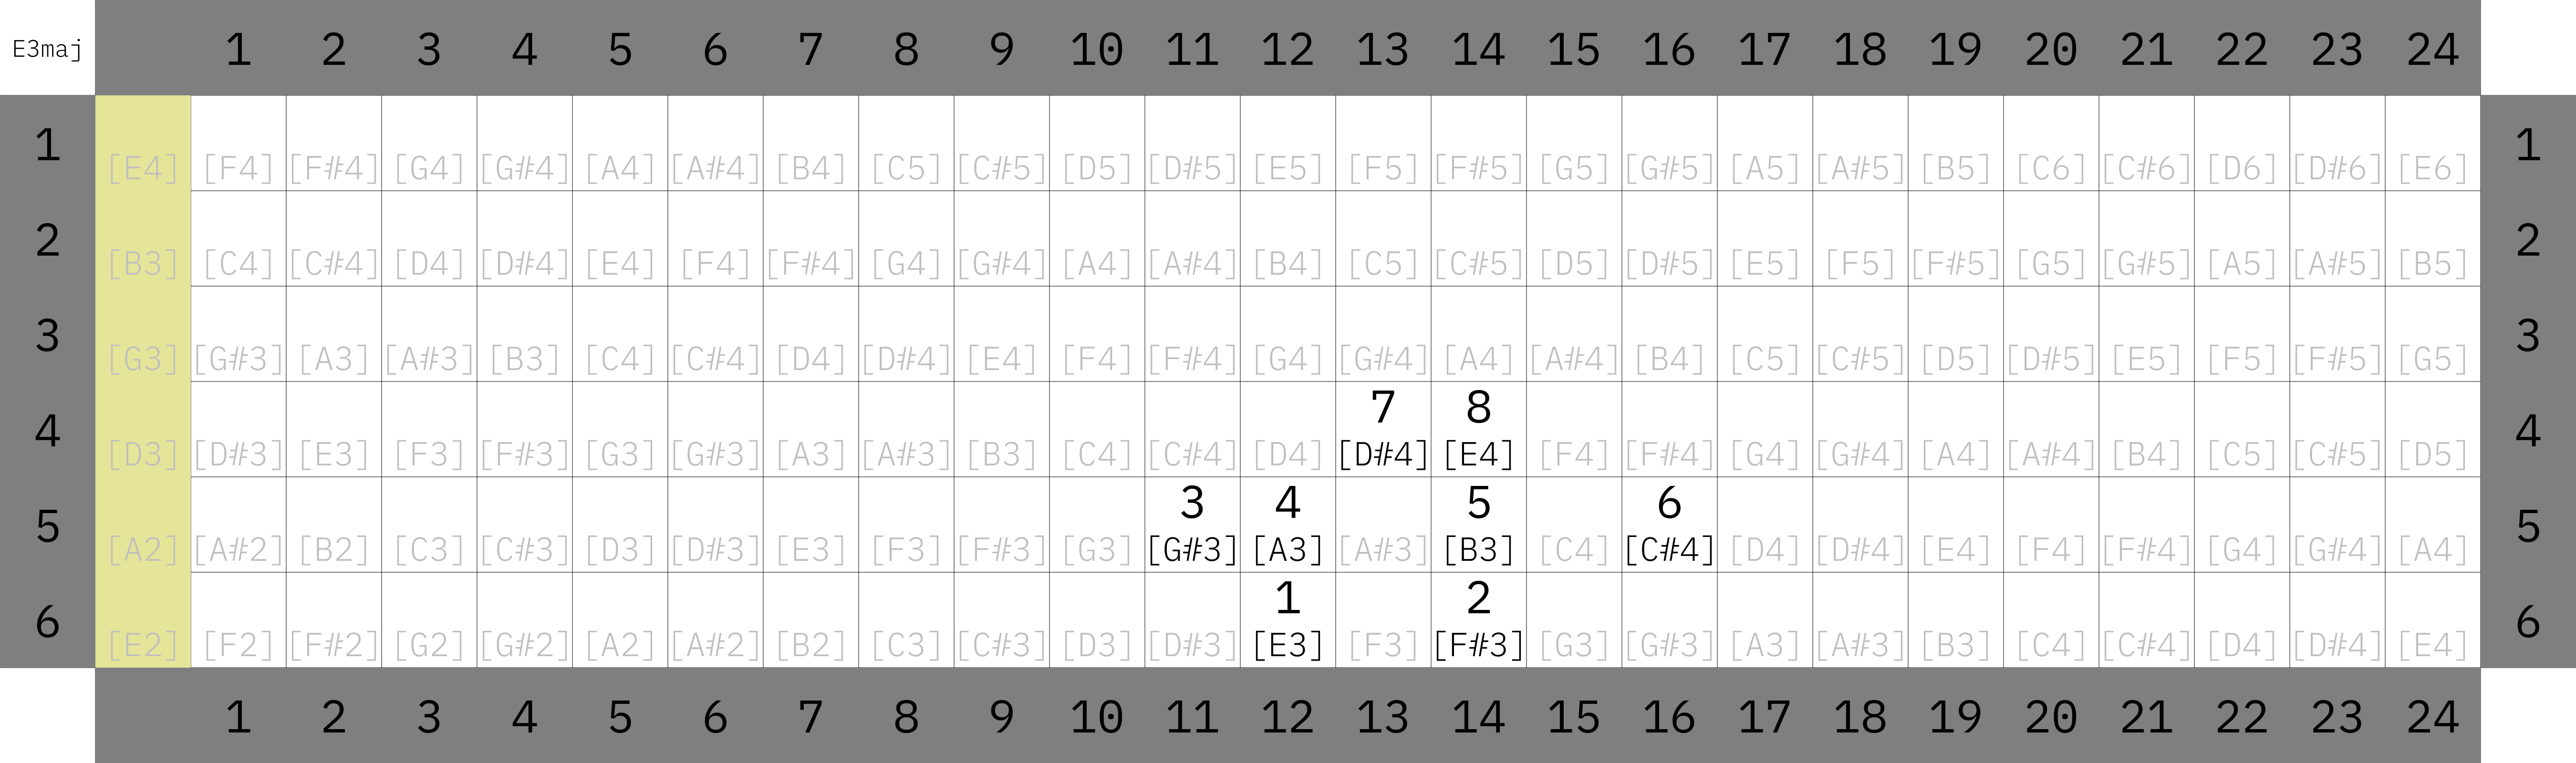 E3maj 1 2 3 4 5 6 7 8 9 10 11 12 13 14 15 16 17 18 19 20 21 22 23 24
1 [E4] [F4] [F#4] [G4] [G#4] [A4] [A#4] [B4] [C5] [C#5] [D5] [D#5] [E5] [F5] [F#5] [G5] [G#5] [A5] [A#5] [B5] [C6] [C#6] [D6] [D#6] [E6] 1
2 [B3] [C4] [C#4] [D4] [D#4] [E4] [F4] [F#4] [G4] [G#4] [A4] [A#4] [B4] [C5] [C#5] [D5] [D#5] [E5] [F5] [F#5] [G5] [G#5] [A5] [A#5] [B5] 2
3 [G3] [G#3] [A3] [A#3] [B3] [C4] [C#4] [D4] [D#4] [E4] [F4] [F#4] [G4] [G#4] [A4] [A#4] [B4] [C5] [C#5] [D5] [D#5] [E5] [F5] [F#5] [G5] 3
7 8
4 [D3] [D#3] [E3] [F3] [F#3] [G3] [G#3] [A3] [A#3] [B3] [C4] [C#4] [D4] [D#4] [E4] [F4] [F#4] [G4] [G#4] [A4] [A#4] [B4] [C5] [C#5] [D5] 4
3 4 5 6
5 [A2] [A#2] [B2] [C3] [C#3] [D3] [D#3] [E3] [F3] [F#3] [G3] [G#3] [A3] [A#3] [B3] [C4] [C#4] [D4] [D#4] [E4] [F4] [F#4] [G4] [G#4] [A4] 5
1 2
6 [E2] [F2] [F#2] [G2] [G#2] [A2] [A#2] [B2] [C3] [C#3] [D3] [D#3] [E3] [F3] [F#3] [G3] [G#3] [A3] [A#3] [B3] [C4] [C#4] [D4] [D#4] [E4] 6
1 2 3 4 5 6 7 8 9 10 11 12 13 14 15 16 17 18 19 20 21 22 23 24